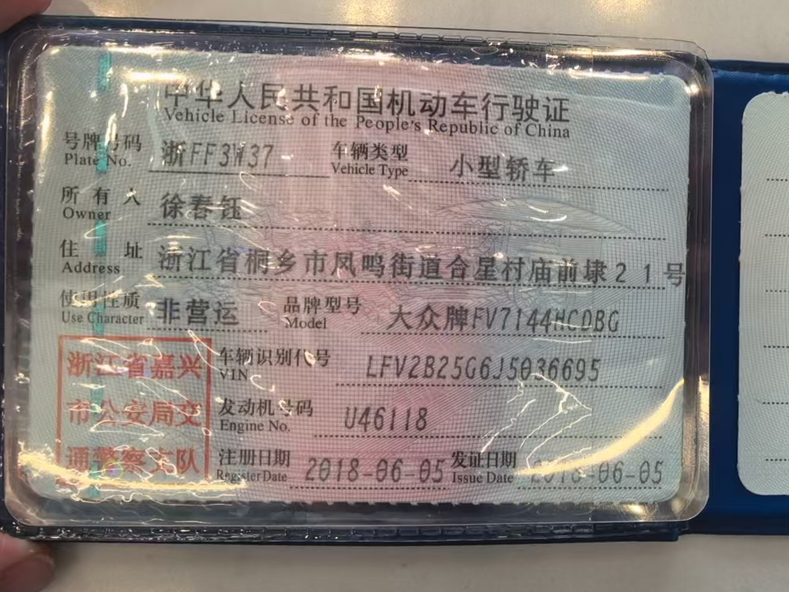 中华人民共和国机动车行驶证
Vehicle License of the People's Republic of China
号牌号码 浙FF3W37 车辆类型 小型轿车
Plate No. Vehicle Type
所有人 徐春钰
Owner
住址 浙江省桐乡市凤鸣街道合星村庙前埭21号
Address
使用性质 非营运 品牌型号 大众牌FV7144HCDBG
Use Character Model
浙江省嘉兴 车辆识别代号 LFV2B25G6J5036695
VIN
市公安局交 发动机号码 U46118
Engine No.
通警察支队 注册日期 2018-06-05 发证日期 2018-06-05
Register Date Issue Date